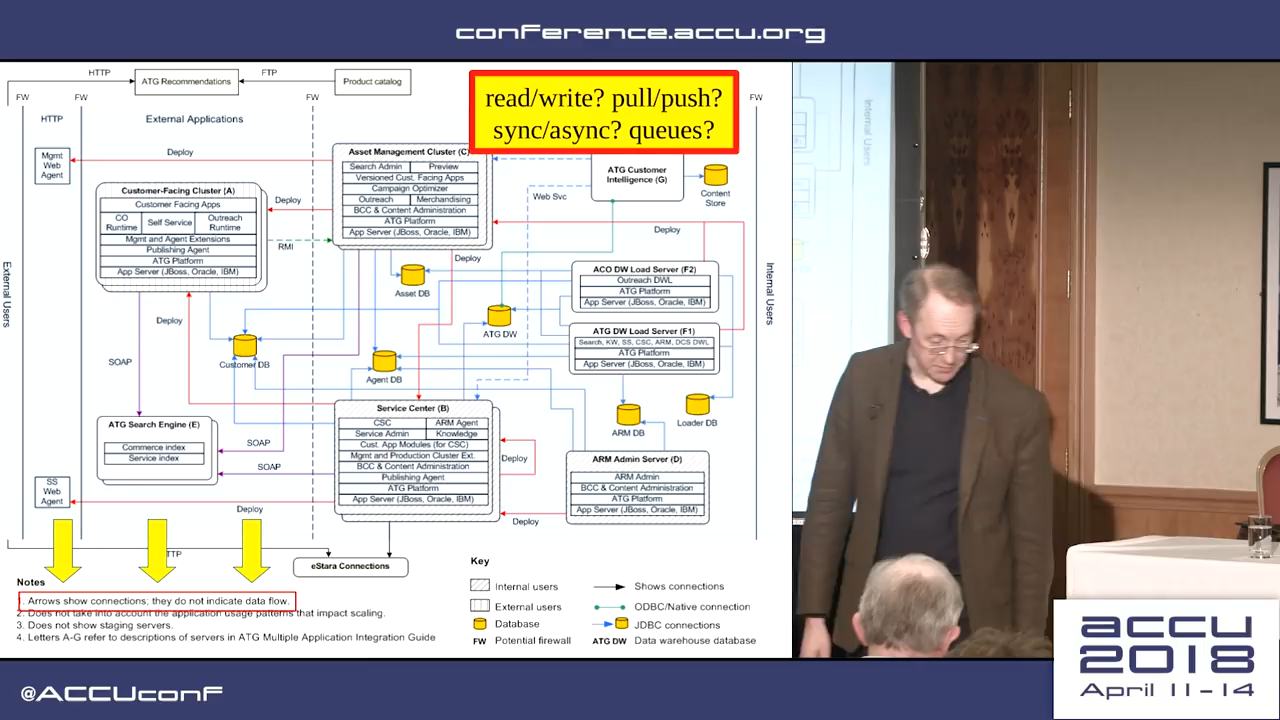 conference.accu.org
HTTP
ATG Recommendations
FTP
Product catalog
read/write? pull/push?
sync/async? queues?
FW
FW
FW
FW
HTTP
External Applications
Mgmt
Web
Agent
Deploy
Asset Management Cluster (C)
Search Admin
Preview
Versioned Cust. Facing Apps
Campaign Optimizer
Outreach
Merchandising
BCC & Content Administration
ATG Platform
App Server (JBoss, Oracle, IBM)
ATG Customer
Intelligence (G)
Content
Store
Web Svc
Customer-Facing Cluster (A)
Customer Facing Apps
CO
Runtime
Self Service
Outreach
Runtime
Mgmt and Agent Extensions
Publishing Agent
ATG Platform
App Server (JBoss, Oracle, IBM)
Deploy
RMI
Deploy
Deploy
External Users
Internal Users
Internal Users
Asset DB
ACO DW Load Server (F2)
Outreach DWL
ATG Platform
App Server (JBoss, Oracle, IBM)
Deploy
ATG DW
ATG DW Load Server (F1)
Search, KW, SS, CSC, ARM, DCS DWL
ATG Platform
App Server (JBoss, Oracle, IBM)
SOAP
Customer DB
Agent DB
Service Center (B)
CSC
ARM Agent
Service Admin
Knowledge
Cust. App Modules (for CSC)
Mgmt and Production Cluster Ext.
BCC & Content Administration
Publishing Agent
ATG Platform
App Server (JBoss, Oracle, IBM)
ARM DB
Loader DB
ATG Search Engine (E)
Commerce index
Service index
SOAP
SOAP
Deploy
ARM Admin Server (D)
ARM Admin
BCC & Content Administration
ATG Platform
App Server (JBoss, Oracle, IBM)
SS
Web
Agent
Deploy
Deploy
TTP
eStara Connections
Notes
1. Arrows show connections; they do not indicate data flow.
2. Does not take into account the application usage patterns that impact scaling.
3. Does not show staging servers.
4. Letters A-G refer to descriptions of servers in ATG Multiple Application Integration Guide
Key
Internal users
Shows connections
External users
ODBC/Native connection
Database
JDBC connections
FW
Potential firewall
ATG DW
Data warehouse database
@ACCUconf
accu
2018
April 11-14